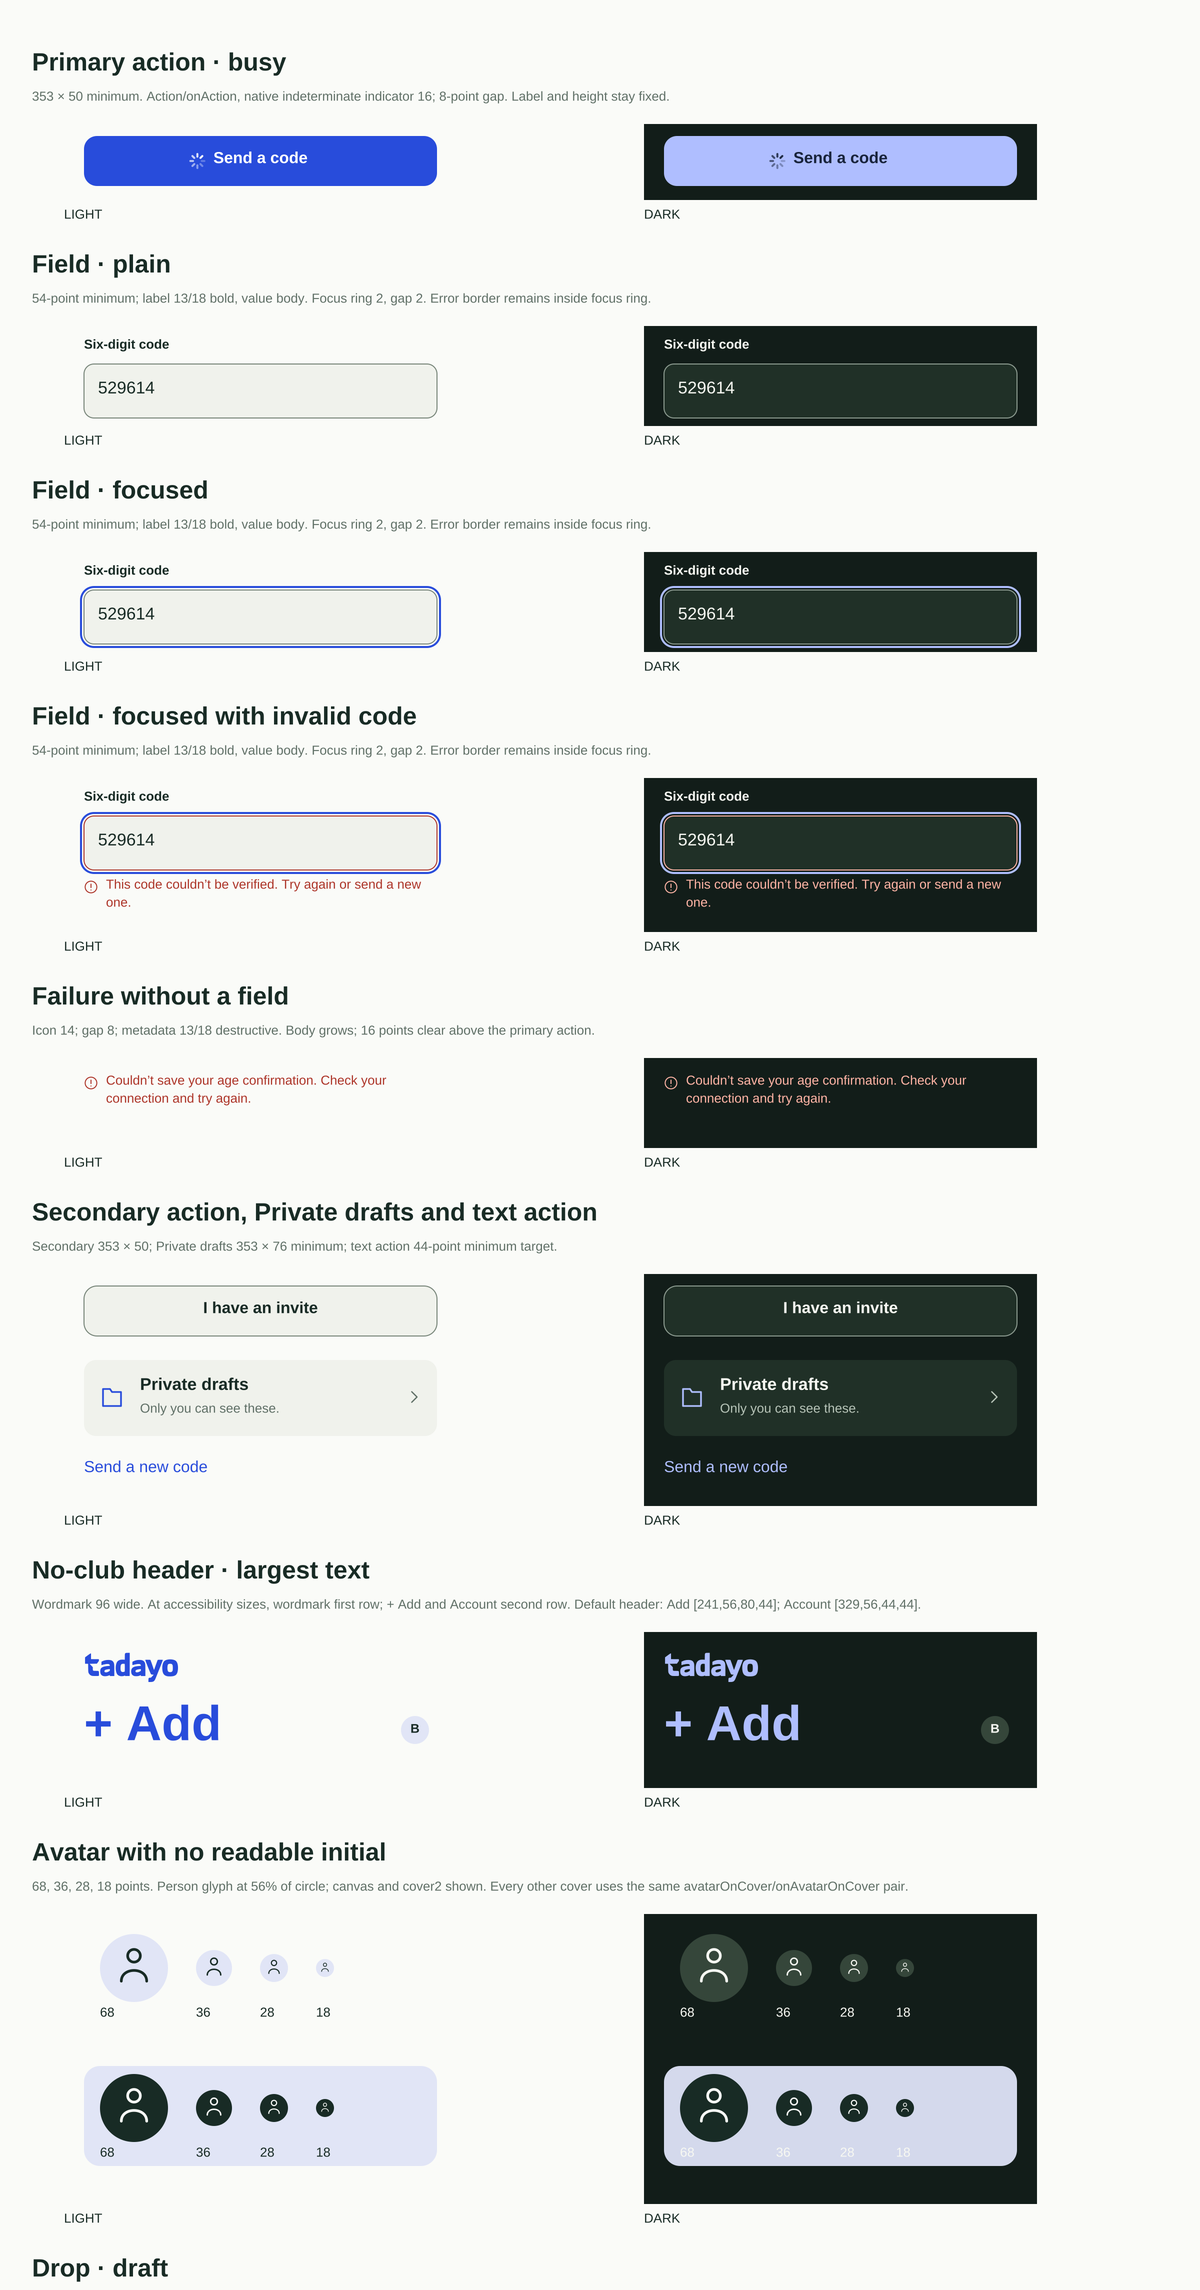 Primary action · busy
353 × 50 minimum. Action/onAction, native indeterminate indicator 16; 8-point gap. Label and height stay fixed.
Send a code
Send a code
LIGHT
DARK
Field · plain
54-point minimum; label 13/18 bold, value body. Focus ring 2, gap 2. Error border remains inside focus ring.
Six-digit code
Six-digit code
529614
529614
LIGHT
DARK
Field · focused
54-point minimum; label 13/18 bold, value body. Focus ring 2, gap 2. Error border remains inside focus ring.
Six-digit code
Six-digit code
529614
529614
LIGHT
DARK
Field · focused with invalid code
54-point minimum; label 13/18 bold, value body. Focus ring 2, gap 2. Error border remains inside focus ring.
Six-digit code
Six-digit code
529614
529614
This code couldn’t be verified. Try again or send a new
one.
This code couldn’t be verified. Try again or send a new
one.
LIGHT
DARK
Failure without a field
Icon 14; gap 8; metadata 13/18 destructive. Body grows; 16 points clear above the primary action.
Couldn’t save your age confirmation. Check your
connection and try again.
Couldn’t save your age confirmation. Check your
connection and try again.
LIGHT
DARK
Secondary action, Private drafts and text action
Secondary 353 × 50; Private drafts 353 × 76 minimum; text action 44-point minimum target.
I have an invite
I have an invite
Private drafts
Only you can see these.
Private drafts
Only you can see these.
Send a new code
Send a new code
LIGHT
DARK
No-club header · largest text
Wordmark 96 wide. At accessibility sizes, wordmark first row; + Add and Account second row. Default header: Add [241,56,80,44]; Account [329,56,44,44].
tadayo
tadayo
+ Add
B
+ Add
B
LIGHT
DARK
Avatar with no readable initial
68, 36, 28, 18 points. Person glyph at 56% of circle; canvas and cover2 shown. Every other cover uses the same avatarOnCover/onAvatarOnCover pair.
68 36 28 18
68 36 28 18
68 36 28 18
68 36 28 18
LIGHT
DARK
Drop · draft